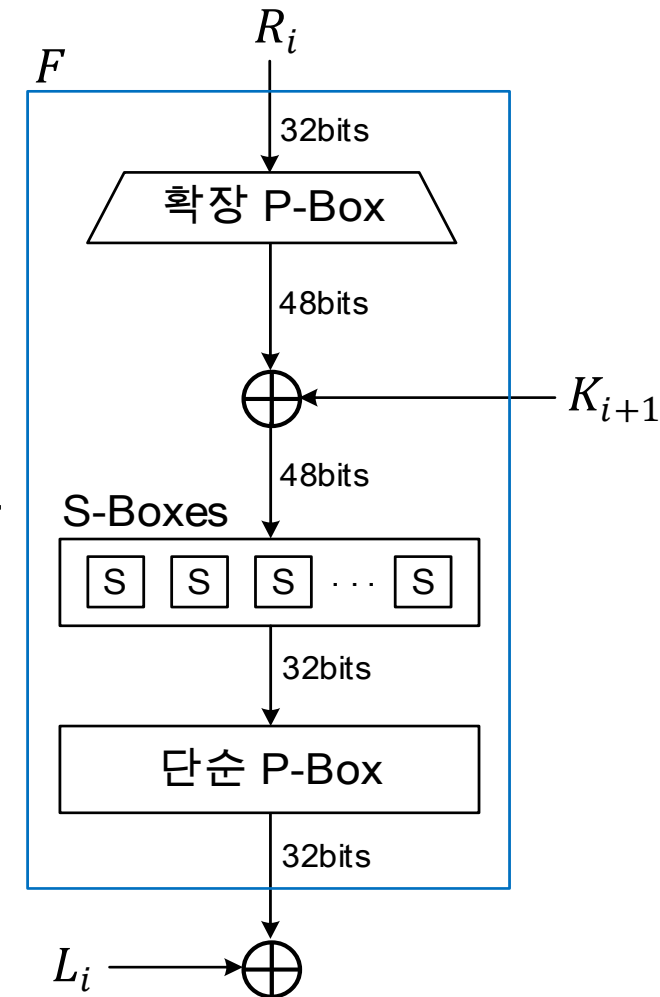 R_i
F
32bits
확장 P-Box
48bits
K_{i+1}
48bits
S-Boxes
S S S ... S
32bits
단순 P-Box
32bits
L_i